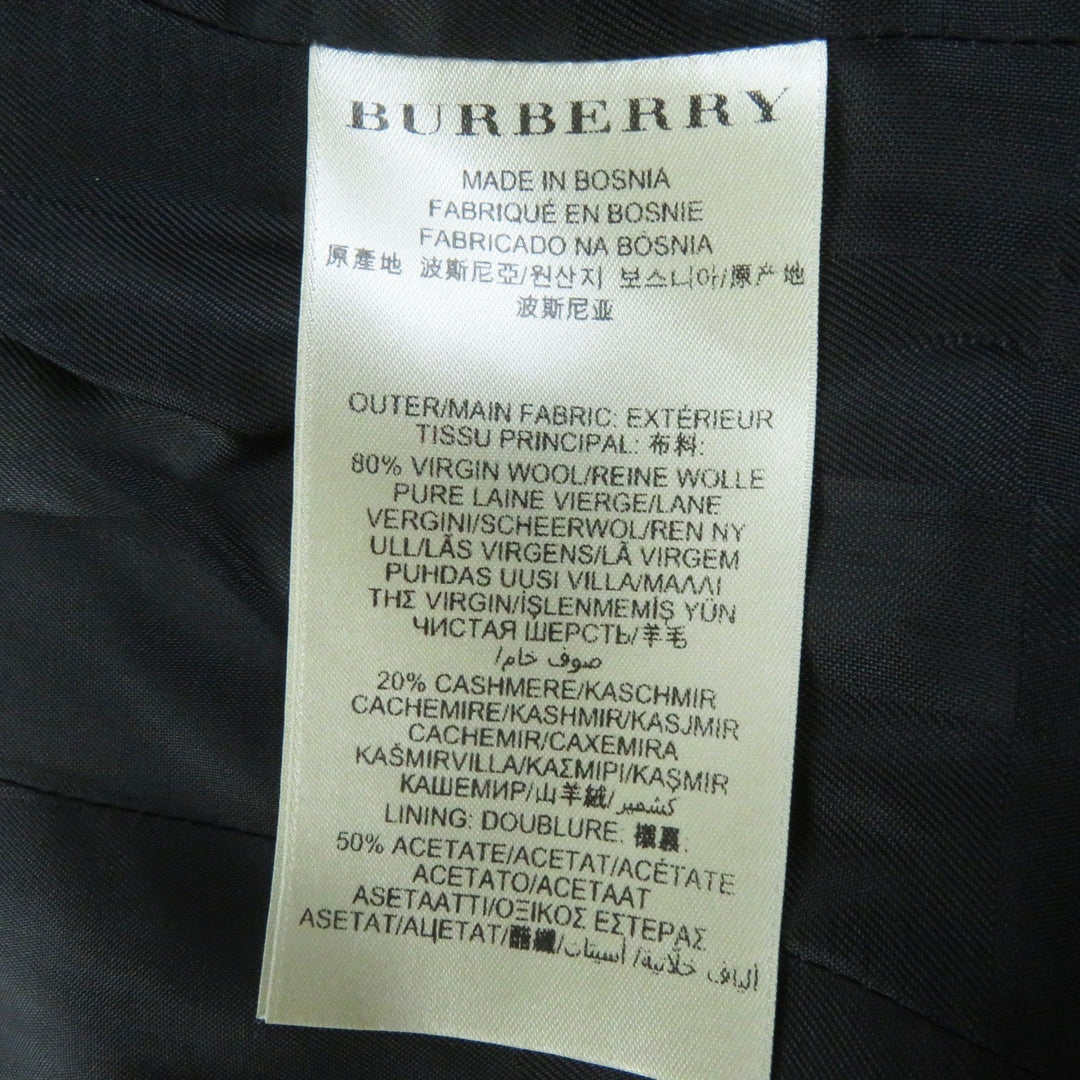 BURBERRY
MADE IN BOSNIA
FABRIQUÉ EN BOSNIE
FABRICADO NA BÓSNIA
原產地 波斯尼亞/원산지 보스니아/原产地
波斯尼亚
OUTER/MAIN FABRIC: EXTÉRIEUR
TISSU PRINCIPAL: 布料:
80% VIRGIN WOOL/REINE WOLLE
PURE LAINE VIERGE/LANE
VERGINI/SCHEERWOL/REN NY
ULL/LÃS VIRGENS/LÃ VIRGEM
PUHDAS UUSI VILLA/ΜΑΛΛΙ
ΤΗΣ VIRGIN/İŞLENMEMİŞ YÜN
ЧИСТАЯ ШЕРСТЬ/羊毛
صوف خام/
20% CASHMERE/KASCHMIR
CACHEMIRE/KASHMIR/KASJMIR
CACHEMIR/CAXEMIRA
KAŠMIRVILLA/ΚΑΣΜΙΡΙ/KAŞMIR
КАШЕМИР/山羊絨/كشمير
LINING: DOUBLURE: 襯裏:
50% ACETATE/ACETAT/ACÉTATE
ACETATO/ACETAAT
ASETAATTI/ΟΞΙΚΟΣ ΕΣΤΕΡΑΣ
ASETAT/АЦЕТАТ/醋纖/ألياف خلّانية/ أسيتات